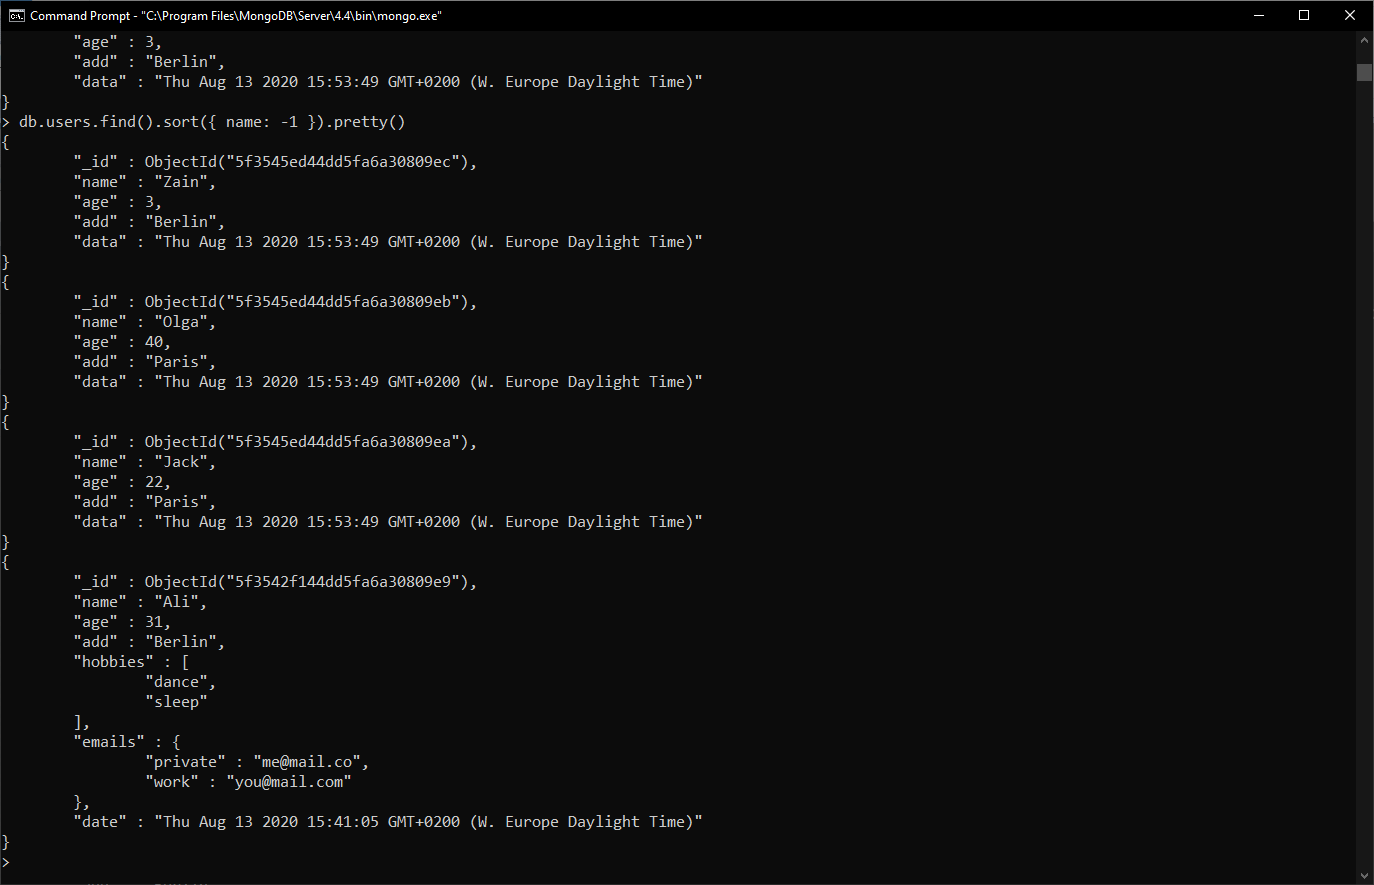 Command Prompt - "C:\Program Files\MongoDB\Server\4.4\bin\mongo.exe"
"age" : 3,
"add" : "Berlin",
"data" : "Thu Aug 13 2020 15:53:49 GMT+0200 (W. Europe Daylight Time)"
}
> db.users.find().sort({ name: -1 }).pretty()
{
"_id" : ObjectId("5f3545ed44dd5fa6a30809ec"),
"name" : "Zain",
"age" : 3,
"add" : "Berlin",
"data" : "Thu Aug 13 2020 15:53:49 GMT+0200 (W. Europe Daylight Time)"
}
{
"_id" : ObjectId("5f3545ed44dd5fa6a30809eb"),
"name" : "Olga",
"age" : 40,
"add" : "Paris",
"data" : "Thu Aug 13 2020 15:53:49 GMT+0200 (W. Europe Daylight Time)"
}
{
"_id" : ObjectId("5f3545ed44dd5fa6a30809ea"),
"name" : "Jack",
"age" : 22,
"add" : "Paris",
"data" : "Thu Aug 13 2020 15:53:49 GMT+0200 (W. Europe Daylight Time)"
}
{
"_id" : ObjectId("5f3542f144dd5fa6a30809e9"),
"name" : "Ali",
"age" : 31,
"add" : "Berlin",
"hobbies" : [
"dance",
"sleep"
],
"emails" : {
"private" : "me@mail.co",
"work" : "you@mail.com"
},
"date" : "Thu Aug 13 2020 15:41:05 GMT+0200 (W. Europe Daylight Time)"
}
>